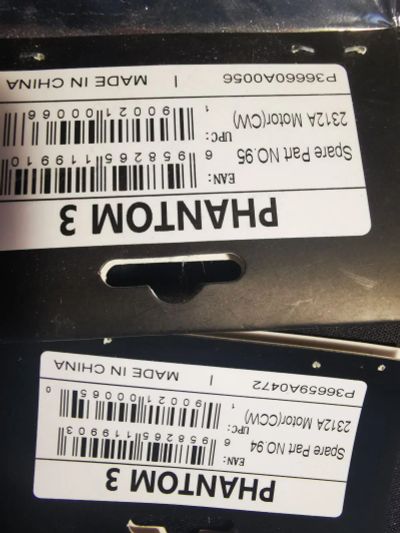 PHANTOM 3
Spare Part NO.94
EAN:
6 958265 119903
2312A Motor(CCW)
UPC:
1 90021 00065 0
P36659A0472 | MADE IN CHINA
PHANTOM 3
Spare Part NO.95
EAN:
6 958265 119910
2312A Motor(CW)
UPC:
1 90021 00066
P36660A0056 | MADE IN CHINA